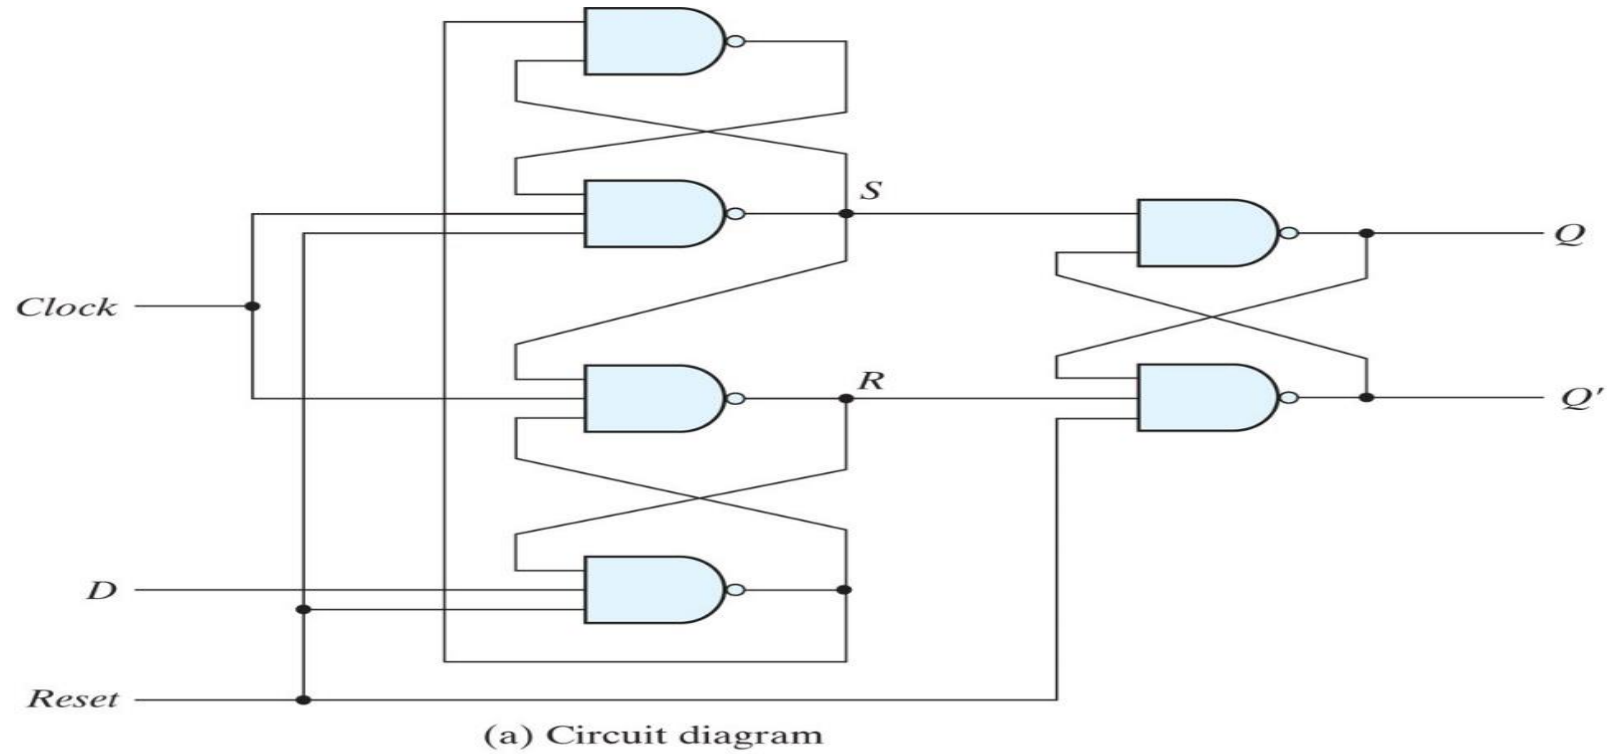 S
Q
Clock
R
Q′
D
Reset
(a) Circuit diagram